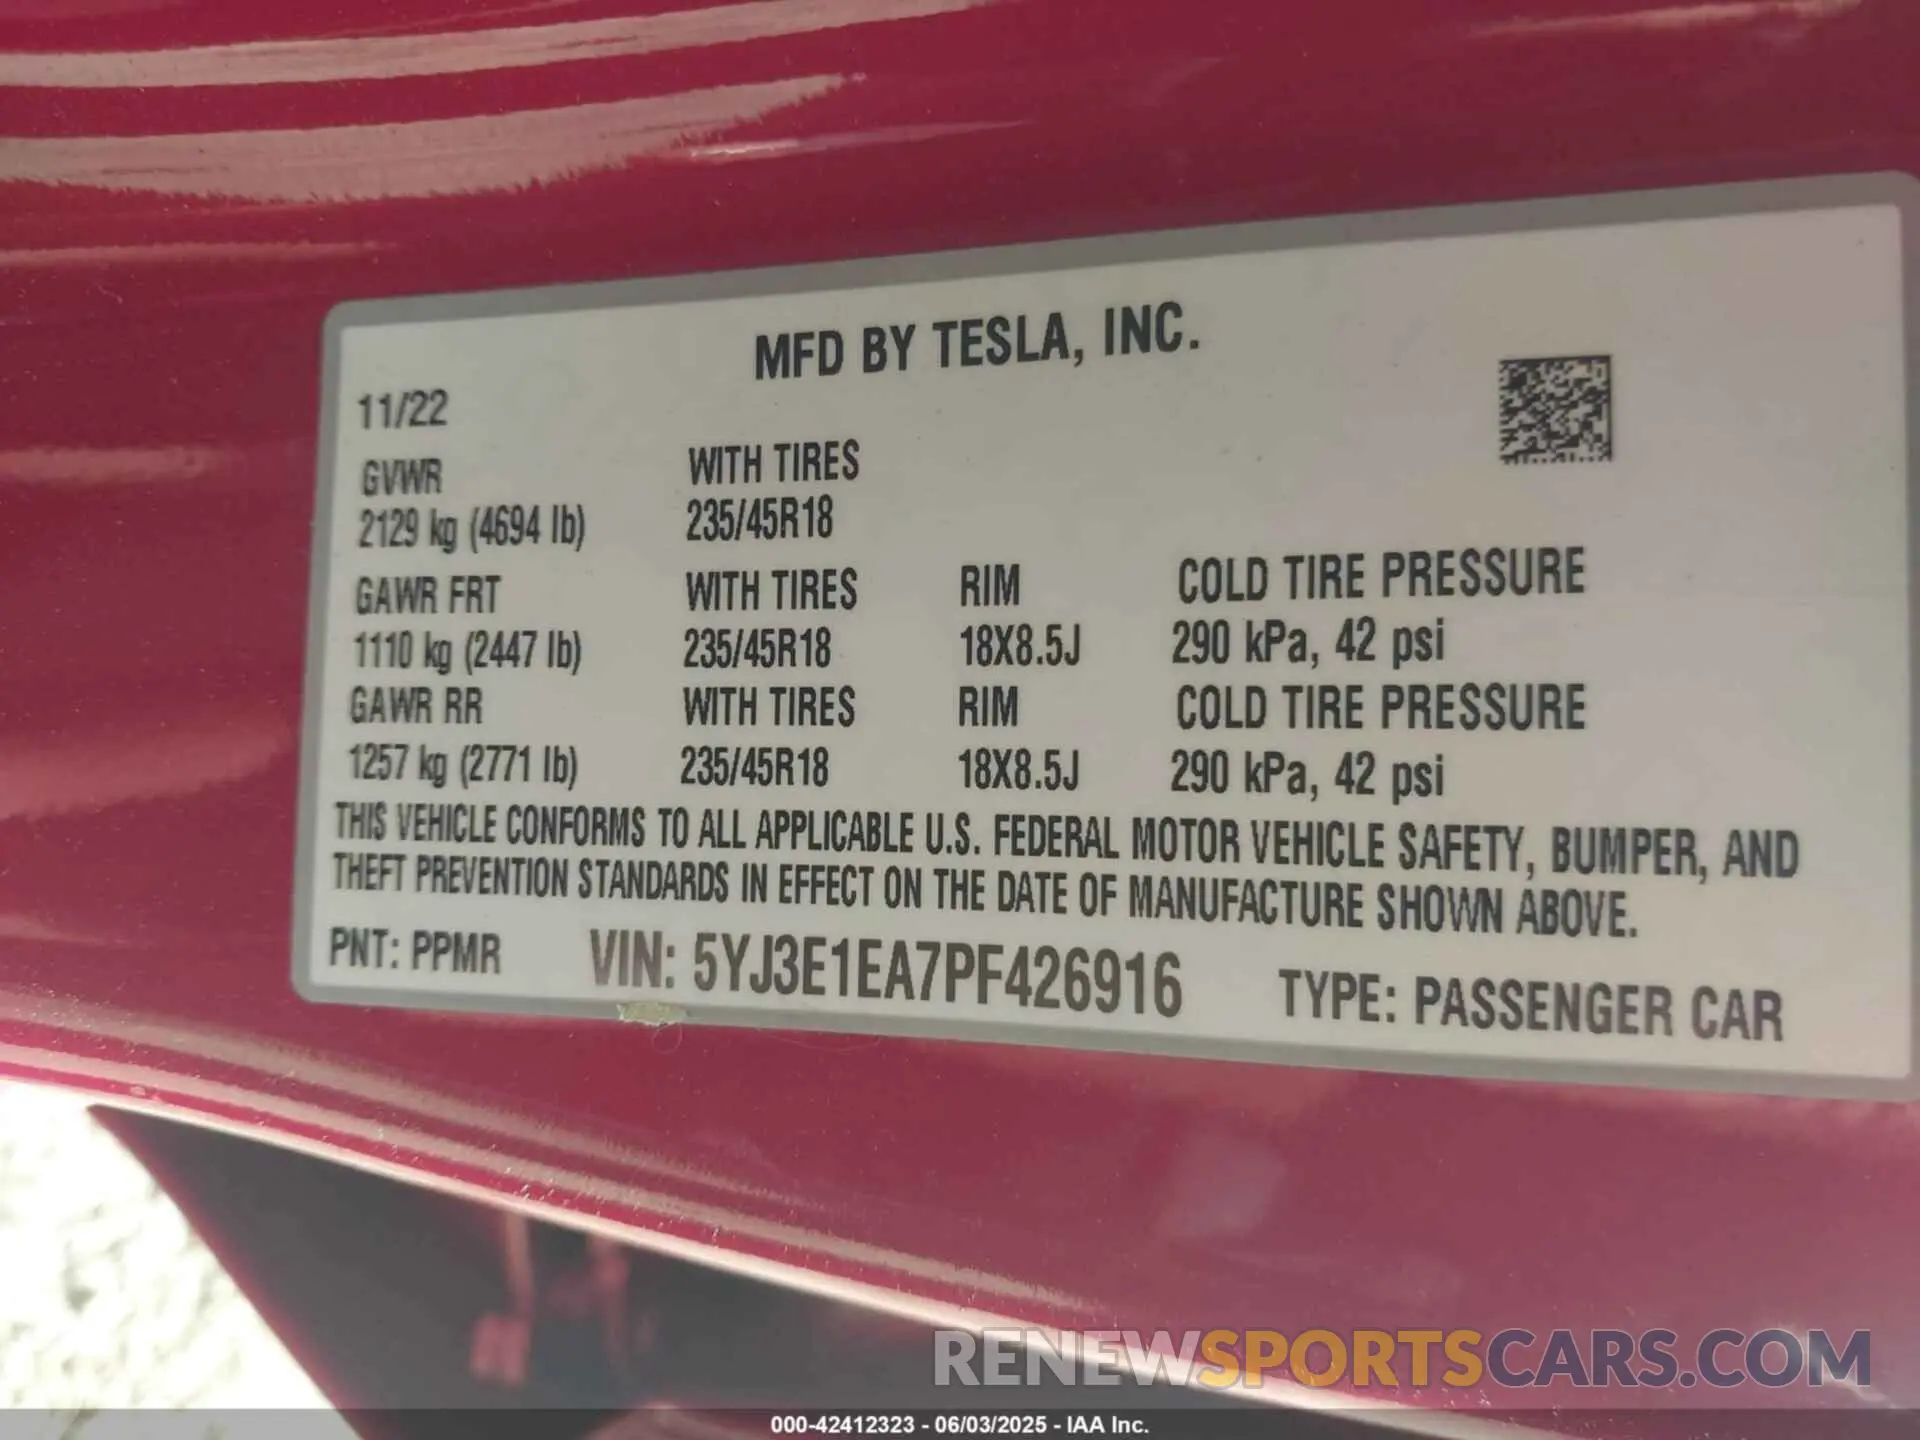 MFD BY TESLA, INC.
11/22
GVWR WITH TIRES
2129 kg (4694 lb) 235/45R18
GAWR FRT WITH TIRES RIM COLD TIRE PRESSURE
1110 kg (2447 lb) 235/45R18 18X8.5J 290 kPa, 42 psi
GAWR RR WITH TIRES RIM COLD TIRE PRESSURE
1257 kg (2771 lb) 235/45R18 18X8.5J 290 kPa, 42 psi
THIS VEHICLE CONFORMS TO ALL APPLICABLE U.S. FEDERAL MOTOR VEHICLE SAFETY, BUMPER, AND
THEFT PREVENTION STANDARDS IN EFFECT ON THE DATE OF MANUFACTURE SHOWN ABOVE.
PNT: PPMR VIN: 5YJ3E1EA7PF426916 TYPE: PASSENGER CAR
RENEWSPORTSCARS.COM
000-42412323 - 06/03/2025 - IAA Inc.